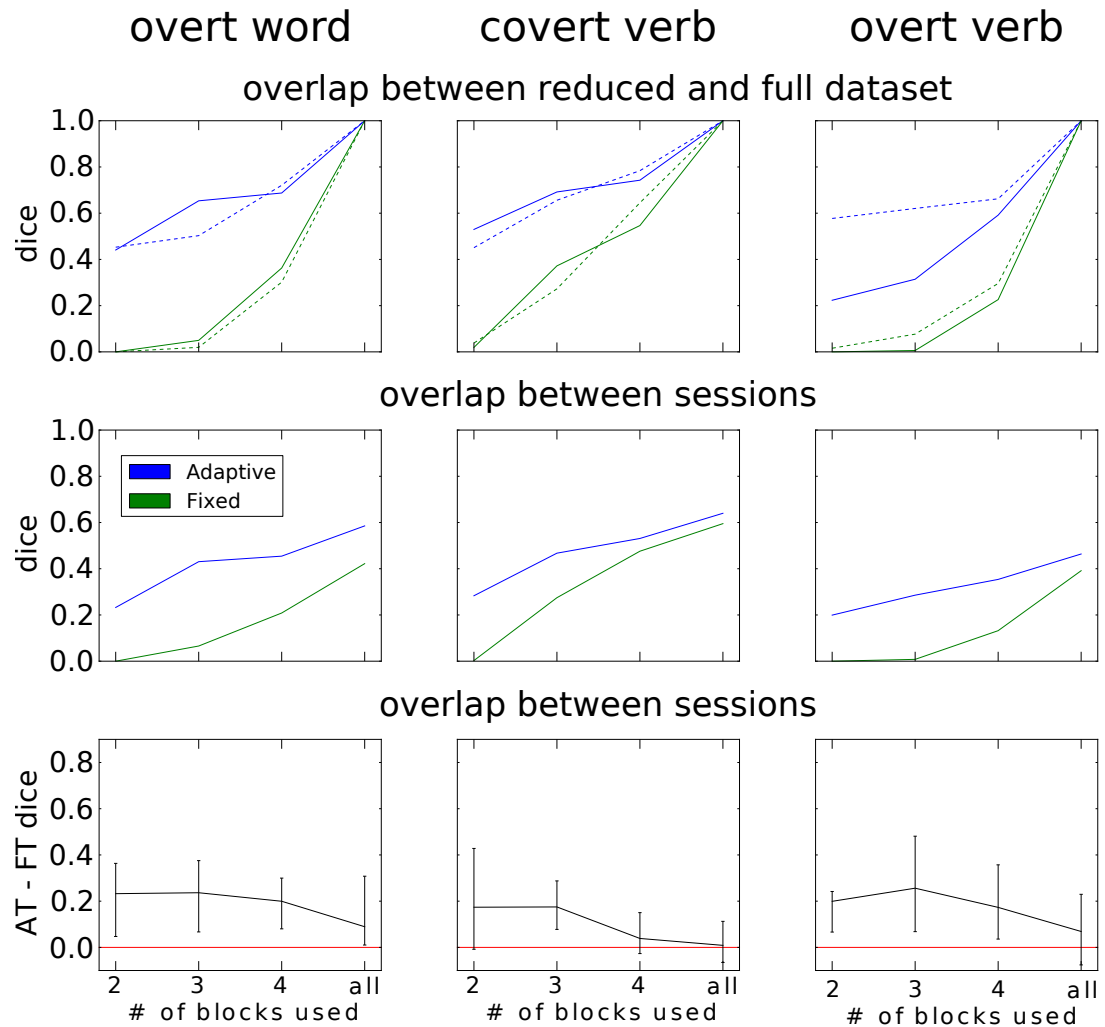 overt word covert verb overt verb
overlap between reduced and full dataset
1.0
0.8
0.6
0.4
0.2
0.0
dice
overlap between sessions
1.0
0.8
0.6
0.4
0.2
0.0
dice
Adaptive
Fixed
overlap between sessions
0.8
0.6
0.4
0.2
0.0
AT - FT dice
2 3 4 all 2 3 4 all 2 3 4 all
# of blocks used # of blocks used # of blocks used